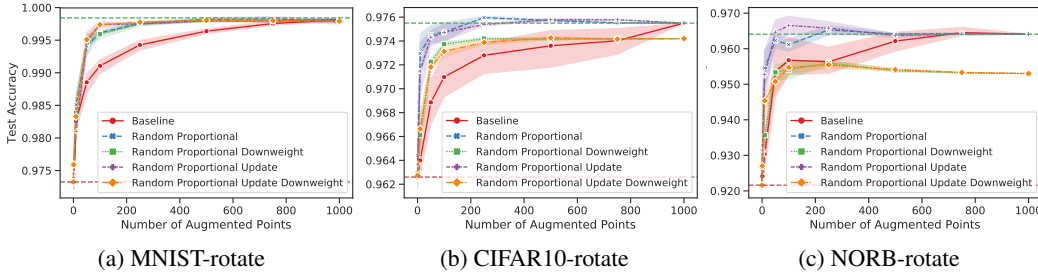 Test Accuracy
1.000
0.995
0.990
0.985
0.980
0.975
Baseline
Random Proportional
Random Proportional Downweight
Random Proportional Update
Random Proportional Update Downweight
0 200 400 600 800 1000
Number of Augmented Points
(a) MNIST-rotate
0.976
0.974
0.972
0.970
0.968
0.966
0.964
0.962
Baseline
Random Proportional
Random Proportional Downweight
Random Proportional Update
Random Proportional Update Downweight
0 200 400 600 800 1000
Number of Augmented Points
(b) CIFAR10-rotate
0.970
0.960
0.950
0.940
0.930
0.920
Baseline
Random Proportional
Random Proportional Downweight
Random Proportional Update
Random Proportional Update Downweight
0 200 400 600 800 1000
Number of Augmented Points
(c) NORB-rotate